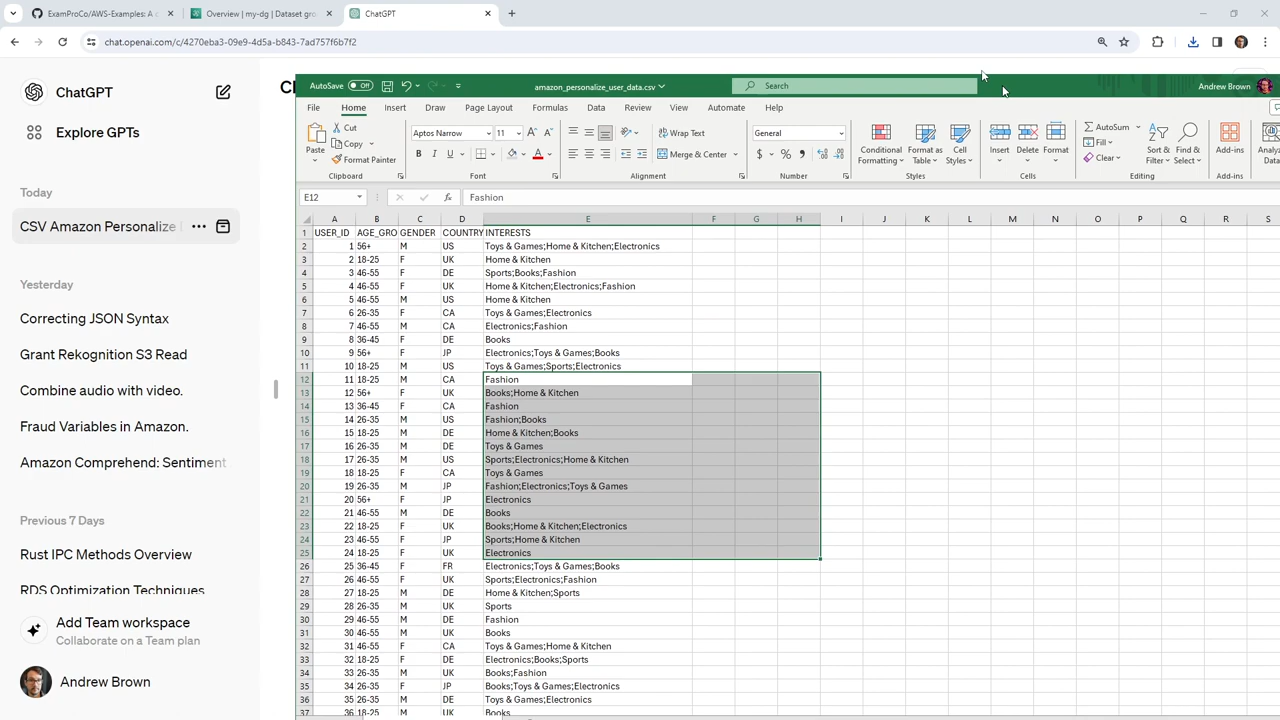 ExamProCo/AWS-Examples: A c
Overview | my-dg | Dataset gro
ChatGPT
chat.openai.com/c/4270eba3-09e9-4d5a-b843-7ad757f6b7f2
ChatGPT
Explore GPTs
Today
CSV Amazon Personalize
Yesterday
Correcting JSON Syntax
Grant Rekognition S3 Read
Combine audio with video.
Fraud Variables in Amazon.
Amazon Comprehend: Sentiment
Previous 7 Days
Rust IPC Methods Overview
RDS Optimization Techniques
Add Team workspace
Collaborate on a Team plan
Andrew Brown
AutoSave Off amazon_personalize_user_data.csv Search Andrew Brown
File Home Insert Draw Page Layout Formulas Data Review View Automate Help
Paste Cut Copy Format Painter Clipboard
Aptos Narrow 11 B I U A Font
Wrap Text Merge & Center Alignment
General $ % Number
Conditional Formatting Format as Table Cell Styles Styles
Insert Delete Format Cells
AutoSum Fill Clear Sort & Filter Find & Select Editing
Add-ins Add-ins
Analyz Data
E12 fx Fashion
A B C D E F G H I J K L M N O P Q R S
1 USER_ID AGE_GRO GENDER COUNTRY INTERESTS
2 1 56+ M US Toys & Games;Home & Kitchen;Electronics
3 2 18-25 F UK Home & Kitchen
4 3 46-55 F DE Sports;Books;Fashion
5 4 46-55 F UK Home & Kitchen;Electronics;Fashion
6 5 46-55 M US Home & Kitchen
7 6 26-35 F CA Toys & Games;Electronics
8 7 46-55 M CA Electronics;Fashion
9 8 36-45 F DE Books
10 9 56+ F JP Electronics;Toys & Games;Books
11 10 18-25 M US Toys & Games;Sports;Electronics
12 11 18-25 M CA Fashion
13 12 56+ F UK Books;Home & Kitchen
14 13 36-45 F CA Fashion
15 14 26-35 M US Fashion;Books
16 15 18-25 M DE Home & Kitchen;Books
17 16 26-35 M DE Toys & Games
18 17 26-35 M US Sports;Electronics;Home & Kitchen
19 18 18-25 F CA Toys & Games
20 19 26-35 M JP Fashion;Electronics;Toys & Games
21 20 56+ F JP Electronics
22 21 46-55 M DE Books
23 22 18-25 F UK Books;Home & Kitchen;Electronics
24 23 46-55 F JP Sports;Home & Kitchen
25 24 18-25 F UK Electronics
26 25 36-45 F FR Electronics;Toys & Games;Books
27 26 46-55 F UK Sports;Electronics;Fashion
28 27 18-25 M DE Home & Kitchen;Sports
29 28 26-35 M UK Sports
30 29 46-55 M DE Fashion
31 30 46-55 M UK Books
32 31 46-55 F CA Toys & Games;Home & Kitchen
33 32 18-25 F DE Electronics;Books;Sports
34 33 26-35 M UK Books;Fashion
35 34 26-35 F JP Books;Toys & Games;Electronics
36 35 26-35 M DE Toys & Games;Electronics
37 36 18-25 M UK Books